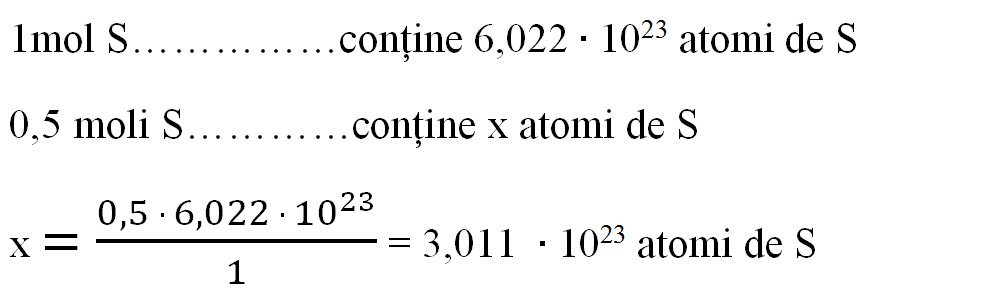 1mol S……………conține 6,022 · 10²³ atomi de S
0,5 moli S…………conține x atomi de S
x = (0,5 · 6,022 · 10²³)/1 = 3,011 · 10²³ atomi de S